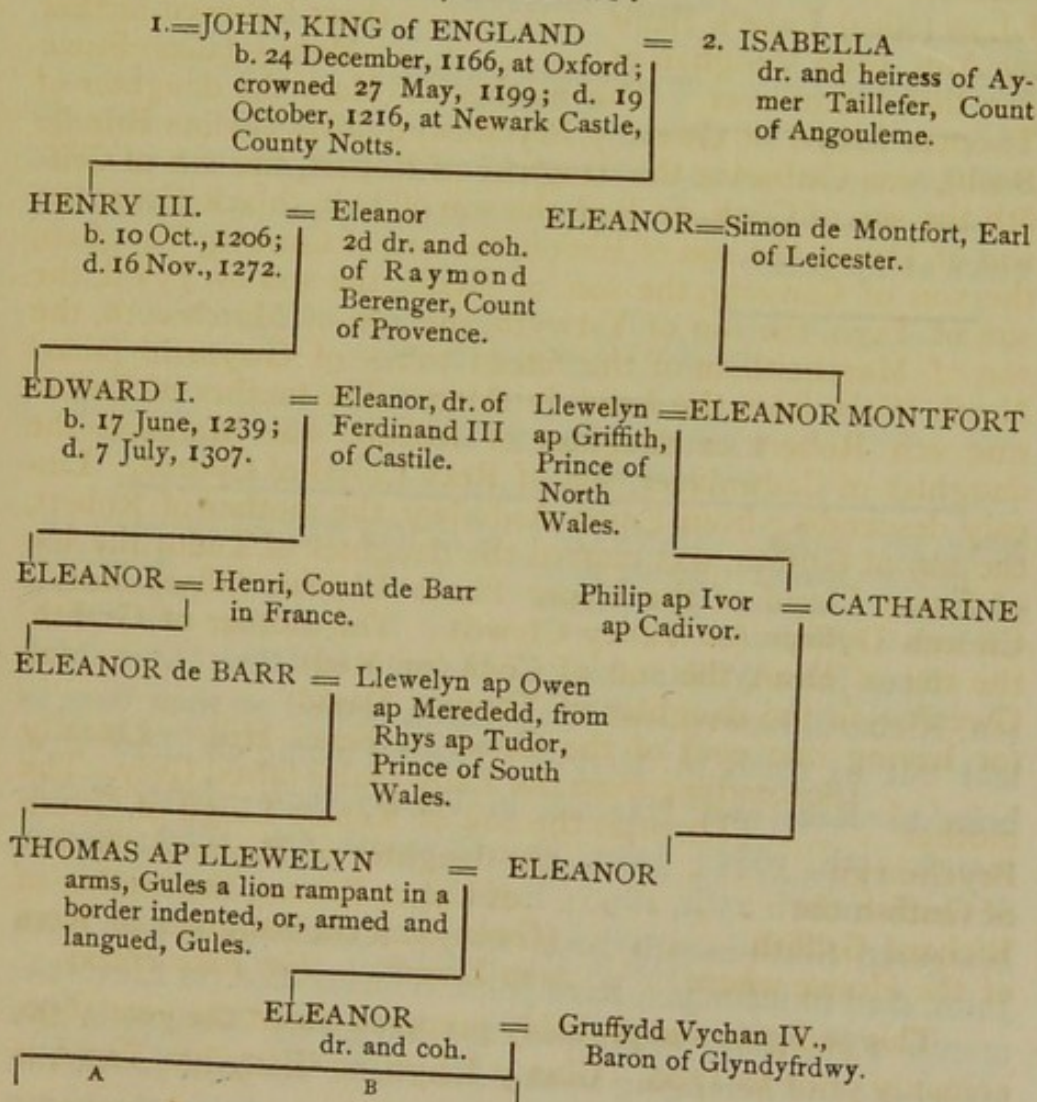 1.=JOHN, KING of ENGLAND = 2. ISABELLA
b. 24 December, 1166, at Oxford;
crowned 27 May, 1199; d. 19
October, 1216, at Newark Castle,
County Notts.
dr. and heiress of Ay-
mer Taillefer, Count
of Angouleme.
HENRY III. = Eleanor
b. 10 Oct., 1206;
d. 16 Nov., 1272.
2d dr. and coh.
of Raymond
Berenger, Count
of Provence.
ELEANOR=Simon de Montfort, Earl
of Leicester.
EDWARD I. = Eleanor, dr. of
b. 17 June, 1239;
d. 7 July, 1307.
Ferdinand III
of Castile.
Llewelyn =ELEANOR MONTFORT
ap Griffith,
Prince of
North
Wales.
ELEANOR = Henri, Count de Barr
in France.
Philip ap Ivor = CATHARINE
ap Cadivor.
ELEANOR de BARR = Llewelyn ap Owen
ap Merededd, from
Rhys ap Tudor,
Prince of South
Wales.
THOMAS AP LLEWELYN = ELEANOR
arms, Gules a lion rampant in a
border indented, or, armed and
langued, Gules.
ELEANOR = Gruffydd Vychan IV.,
dr. and coh.
Baron of Glyndyfrdwy.
A B